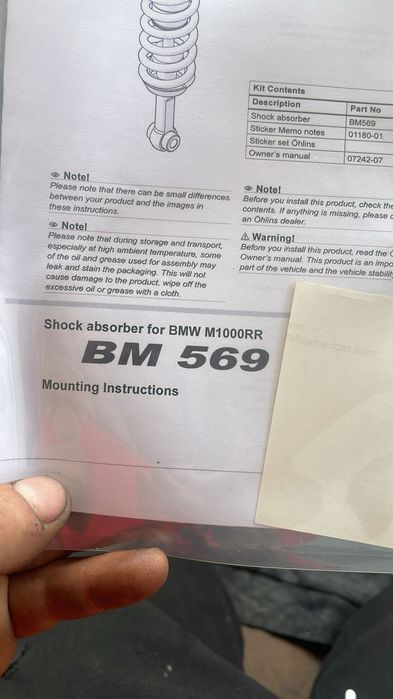 Kit Contents
Description Part No
Shock absorber BM569
Sticker Memo notes 01180-01
Sticker set Öhlins
Owner's manual 07242-07
Note!
Please note that there can be small differences
between your product and the images in
these instructions.
Note!
Please note that during storage and transport,
especially at high ambient temperature, some
of the oil and grease used for assembly may
leak and stain the packaging. This will not
cause damage to the product, wipe off the
excessive oil or grease with a cloth.
Note!
Before you install this product, check the
contents. If anything is missing, please
an Öhlins dealer.
Warning!
Before you install this product, read the
Owner's manual. This product is an
part of the vehicle and the vehicle
Shock absorber for BMW M1000RR
BM 569
Mounting Instructions